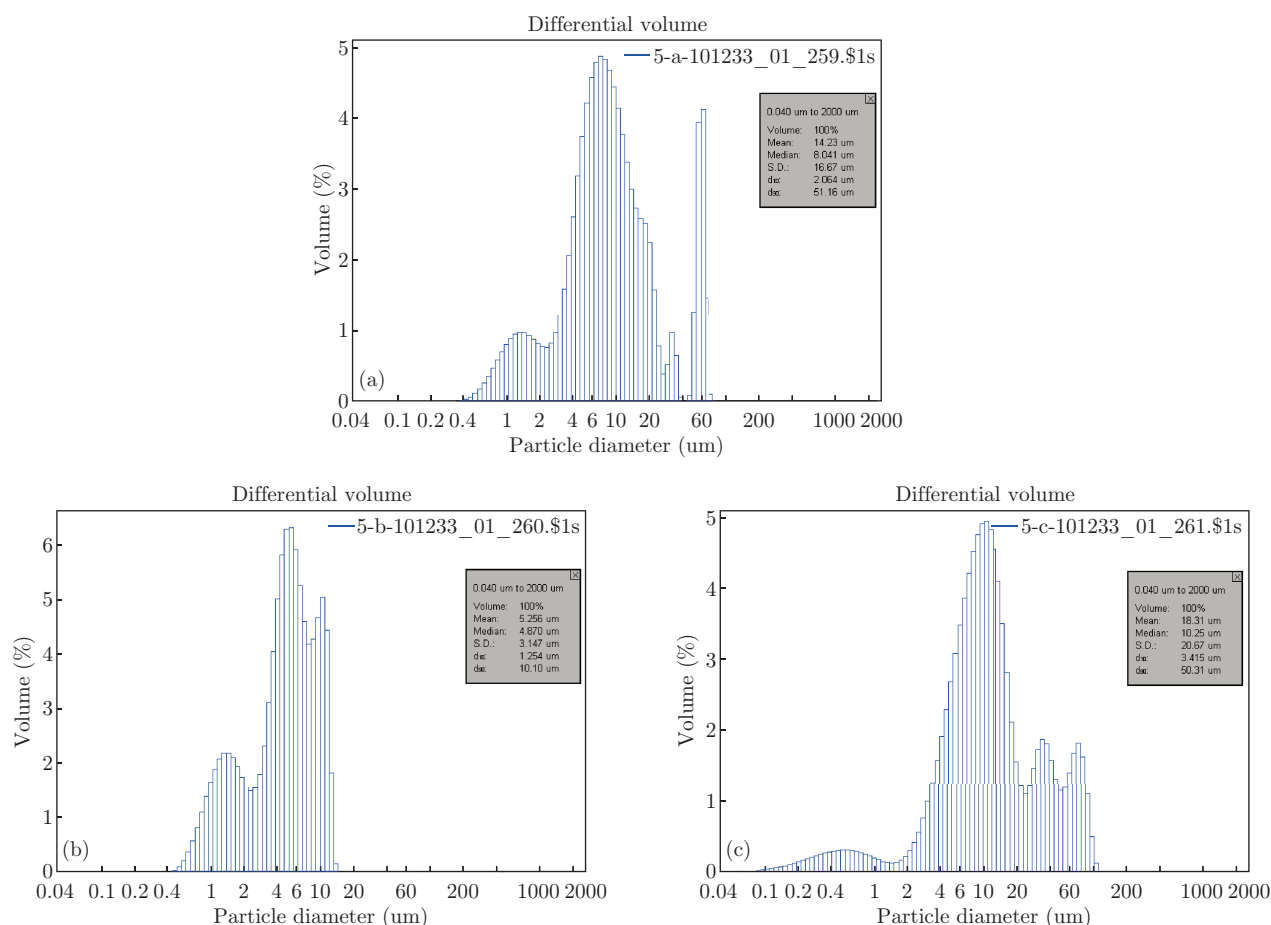 Differential volume
5-a-101233_01_259.$1s
0.040 um to 2000 um
Volume: 100%
Mean: 14.23 um
Median: 8.041 um
S.D.: 16.67 um
d10: 2.064 um
d90: 51.16 um
Volume (%)
5
4
3
2
1
0
(a)
0.04 0.1 0.2 0.4 1 2 4 6 10 20 60 200 1000 2000
Particle diameter (um)
Differential volume
5-b-101233_01_260.$1s
0.040 um to 2000 um
Volume: 100%
Mean: 5.256 um
Median: 4.870 um
S.D.: 3.147 um
d10: 1.254 um
d90: 10.10 um
Volume (%)
6
5
4
3
2
1
0
(b)
0.04 0.1 0.2 0.4 1 2 4 6 10 20 60 200 1000 2000
Particle diameter (um)
Differential volume
5-c-101233_01_261.$1s
0.040 um to 2000 um
Volume: 100%
Mean: 18.31 um
Median: 10.25 um
S.D.: 20.67 um
d10: 3.415 um
d90: 50.31 um
Volume (%)
5
4
3
2
1
0
(c)
0.04 0.1 0.2 0.4 1 2 4 6 10 20 60 200 1000 2000
Particle diameter (um)